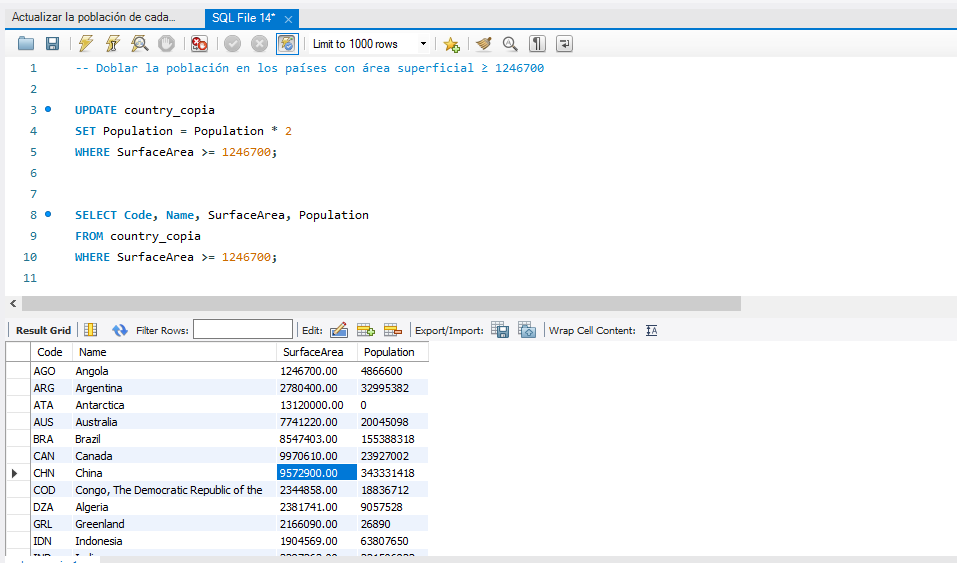 Actualizar la población de cada...
SQL File 14*
Limit to 1000 rows
1 -- Doblar la población en los países con área superficial ≥ 1246700
2
3 UPDATE country_copia
4 SET Population = Population * 2
5 WHERE SurfaceArea >= 1246700;
6
7
8 SELECT Code, Name, SurfaceArea, Population
9 FROM country_copia
10 WHERE SurfaceArea >= 1246700;
11
Result Grid Filter Rows: Edit: Export/Import: Wrap Cell Content: IA
Code Name SurfaceArea Population
AGO Angola 1246700.00 4866600
ARG Argentina 2780400.00 32995382
ATA Antarctica 13120000.00 0
AUS Australia 7741220.00 20045098
BRA Brazil 8547403.00 155388318
CAN Canada 9970610.00 23927002
CHN China 9572900.00 343331418
COD Congo, The Democratic Republic of the 2344858.00 18836712
DZA Algeria 2381741.00 9057528
GRL Greenland 2166090.00 26890
IDN Indonesia 1904569.00 63807650